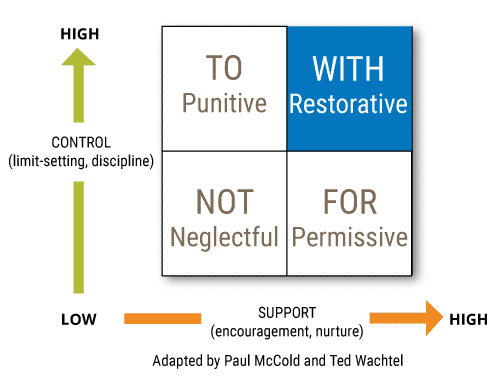 HIGH
TO
Punitive
WITH
Restorative
CONTROL
(limit-setting, discipline)
NOT
Neglectful
FOR
Permissive
LOW
SUPPORT
(encouragement, nurture)
HIGH
Adapted by Paul McCold and Ted Wachtel